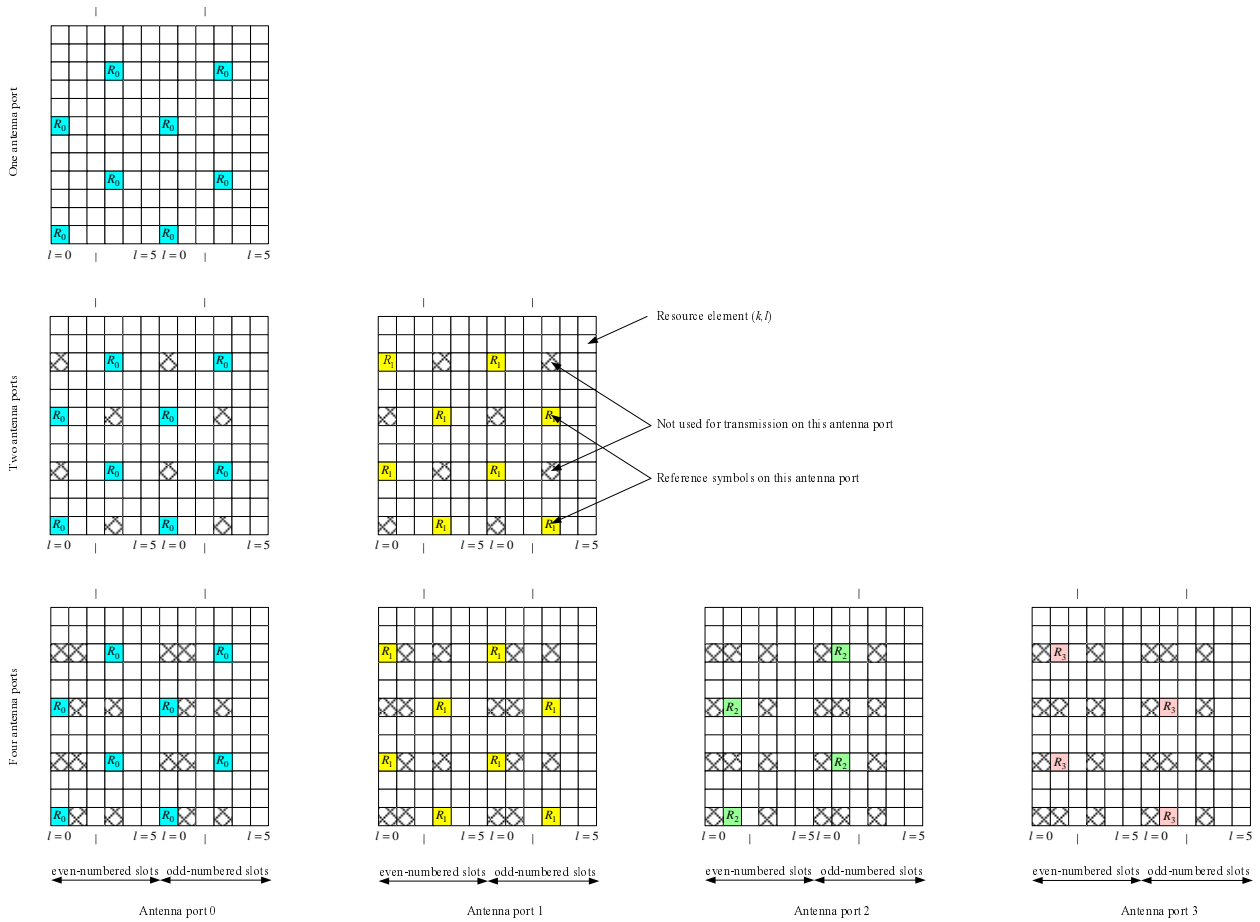 One antenna port
R0 R0
R0 R0
R0 R0
R0 R0
l = 0 l = 5 l = 0 l = 5
Two antenna ports
R0 R0
R0 R0
R0 R0
R0 R0
l = 0 l = 5 l = 0 l = 5
R1 R1
R1 R1
R1 R1
R1 R1
l = 0 l = 5 l = 0 l = 5
Resource element (k,l)
Not used for transmission on this antenna port
Reference symbols on this antenna port
Four antenna ports
R0 R0
R0 R0
R0 R0
R0 R0
l = 0 l = 5 l = 0 l = 5
R1 R1
R1 R1
R1 R1
R1 R1
l = 0 l = 5 l = 0 l = 5
R2
R2
R2
R2
l = 0 l = 5 l = 0 l = 5
R3
R3
R3
R3
l = 0 l = 5 l = 0 l = 5
even-numbered slots odd-numbered slots
even-numbered slots odd-numbered slots
even-numbered slots odd-numbered slots
even-numbered slots odd-numbered slots
Antenna port 0
Antenna port 1
Antenna port 2
Antenna port 3